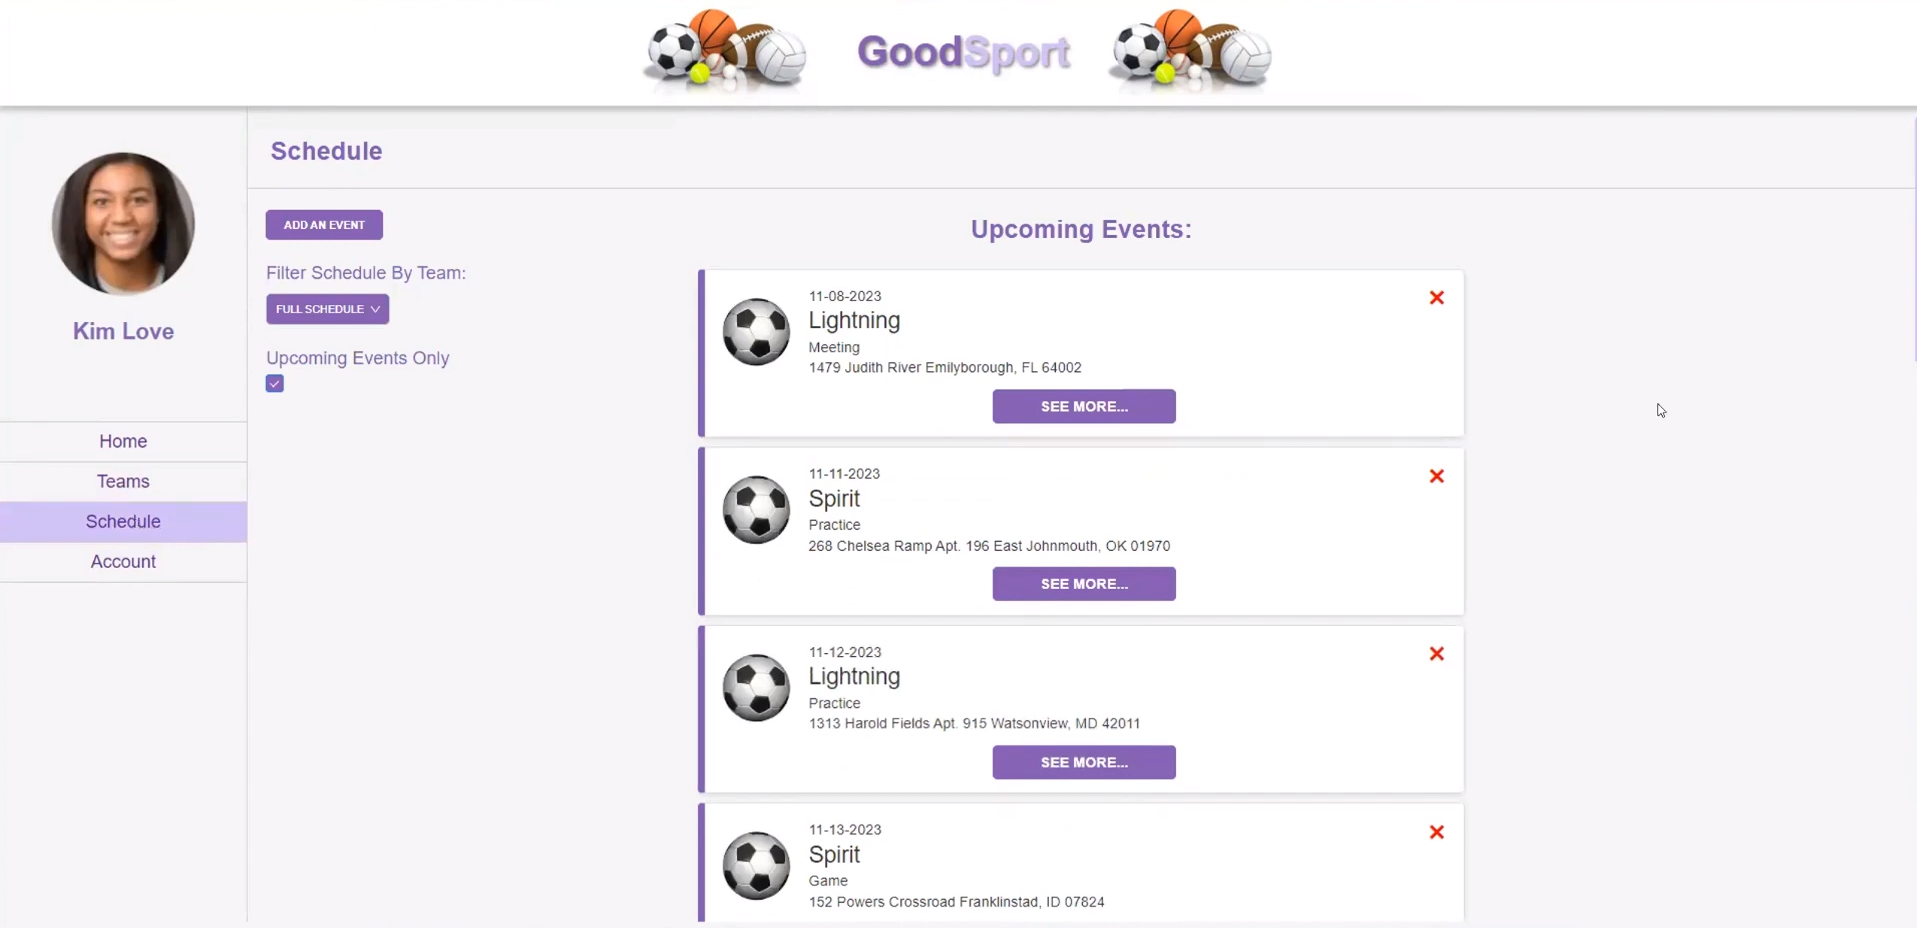 GoodSport
Kim Love
Home
Teams
Schedule
Account
Schedule
ADD AN EVENT
Filter Schedule By Team:
FULL SCHEDULE
Upcoming Events Only
Upcoming Events:
11-08-2023
Lightning
Meeting
1479 Judith River Emilyborough, FL 64002
SEE MORE...
11-11-2023
Spirit
Practice
268 Chelsea Ramp Apt. 196 East Johnmouth, OK 01970
SEE MORE...
11-12-2023
Lightning
Practice
1313 Harold Fields Apt. 915 Watsonview, MD 42011
SEE MORE...
11-13-2023
Spirit
Game
152 Powers Crossroad Franklinstad, ID 07824